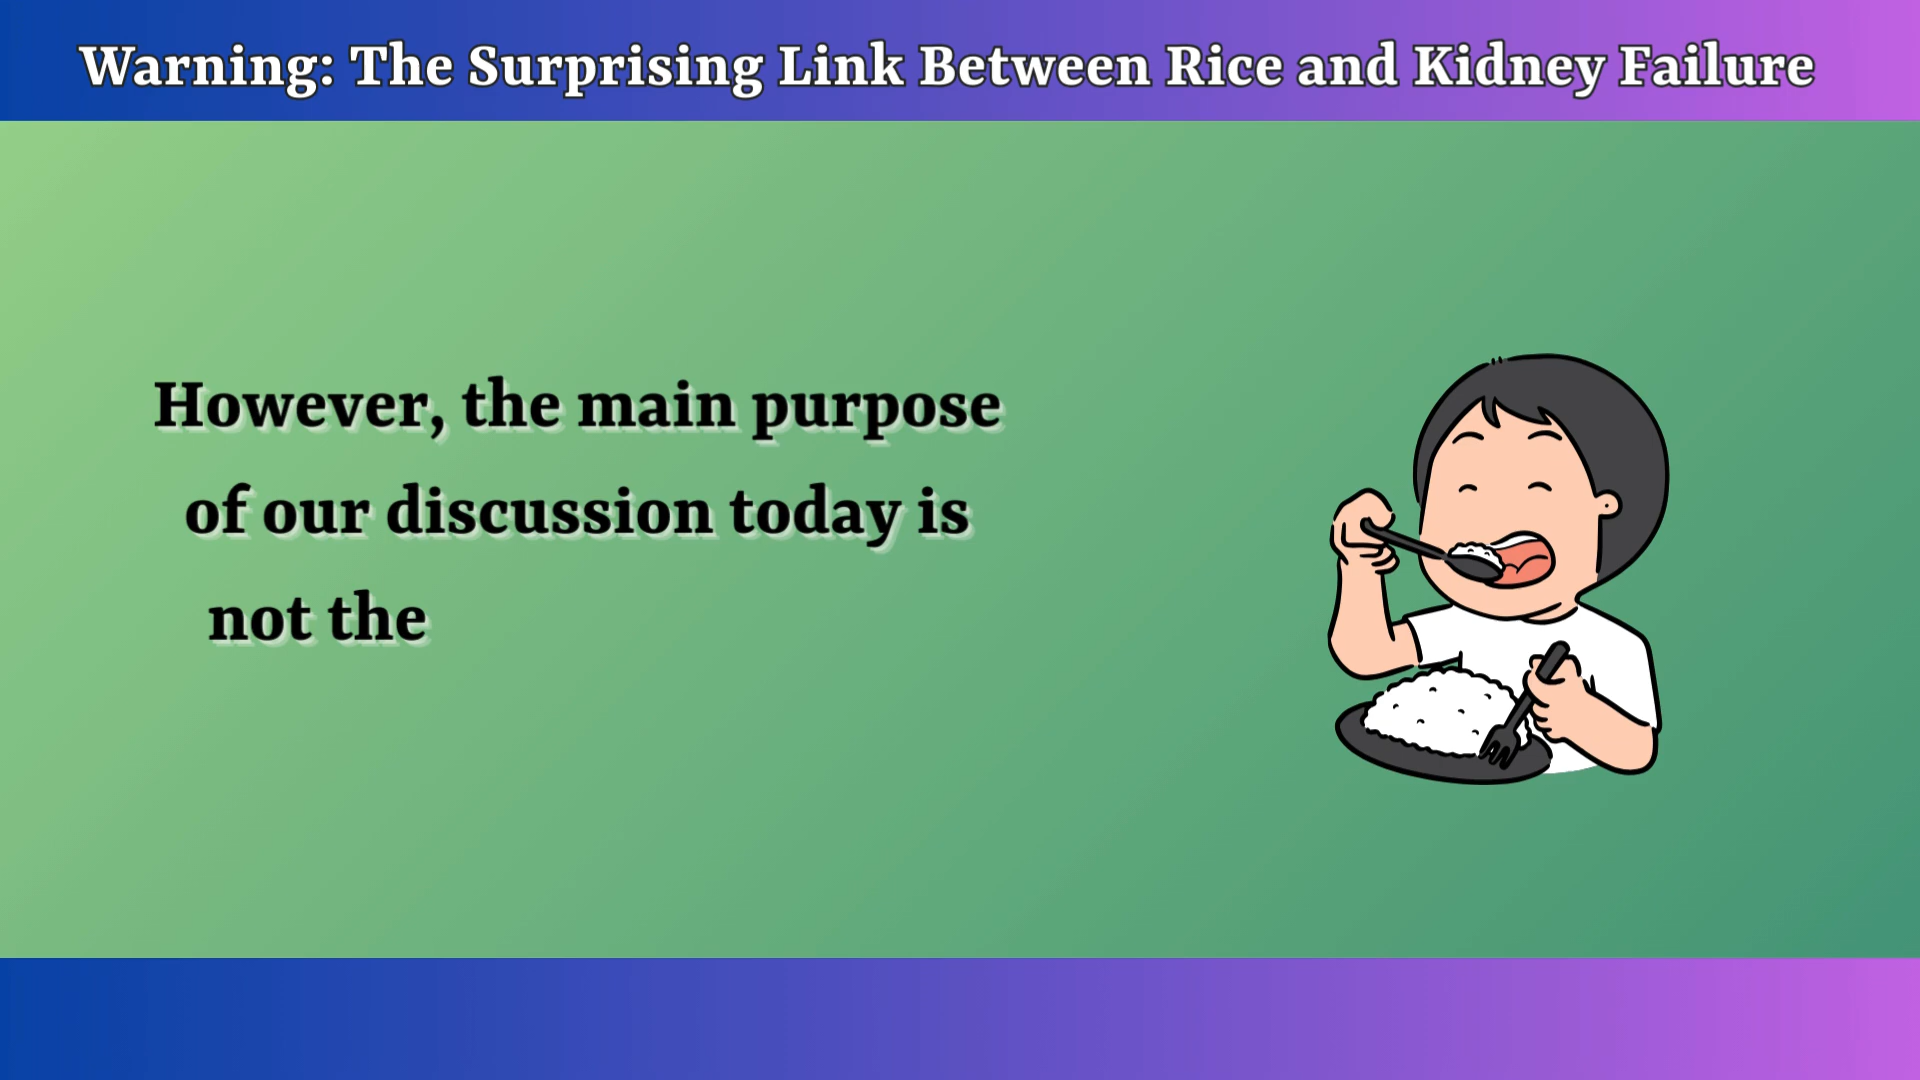 Warning: The Surprising Link Between Rice and Kidney Failure
However, the main purpose
of our discussion today is
not the